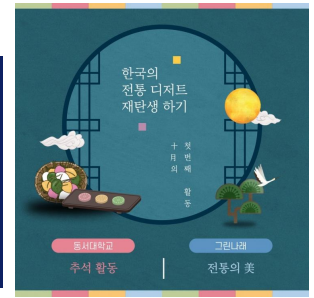 한국의
전통 디저트
재탄생 하기
첫번째 활동
十月의
동서대학교
그린나래
추석 활동
전통의 美